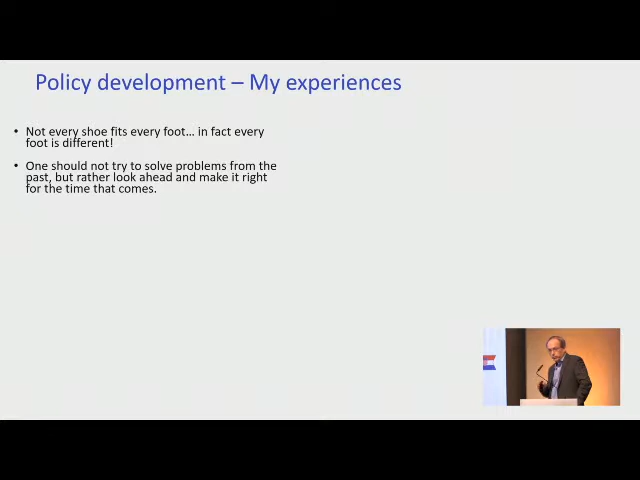 Policy development – My experiences
• Not every shoe fits every foot… in fact every
foot is different!
• One should not try to solve problems from the
past, but rather look ahead and make it right
for the time that comes.